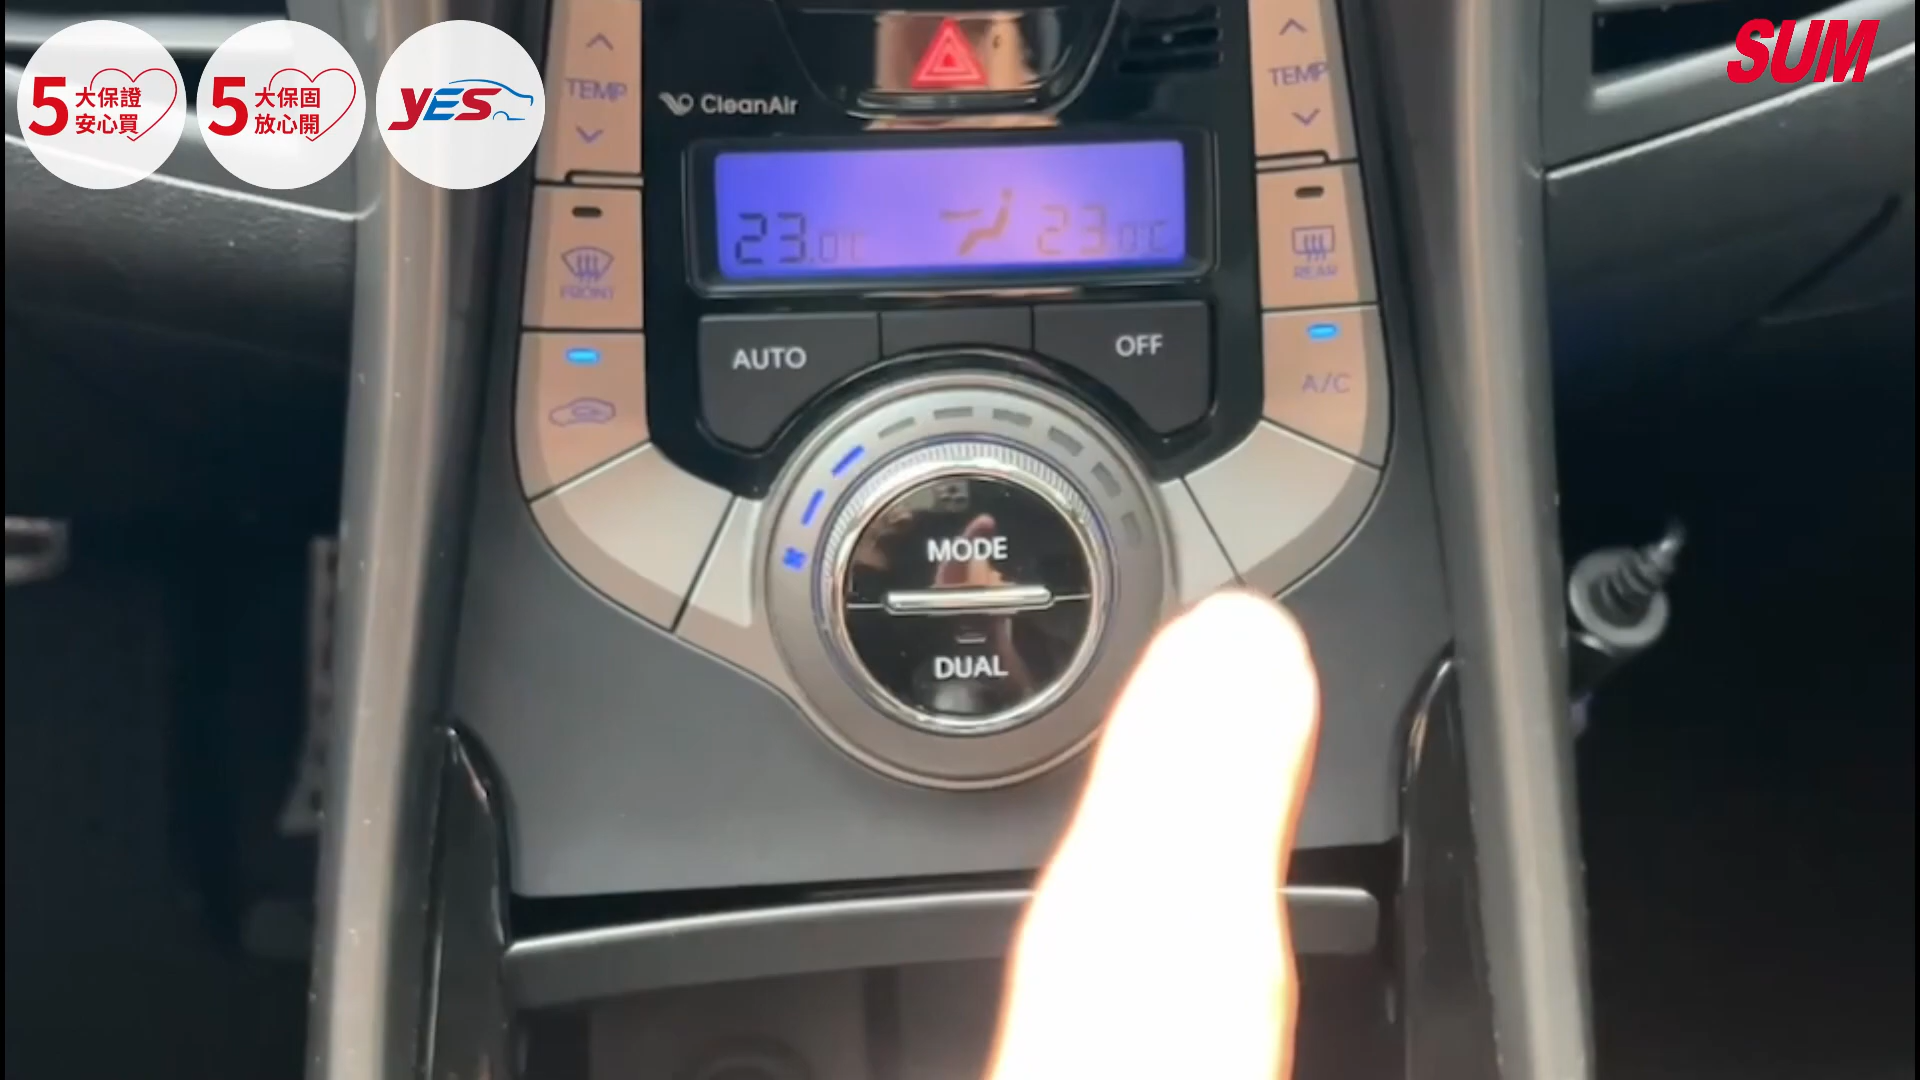 5大保證
安心買
5大保固
放心開
YES
SUM
TEMP
TEMP
CleanAir
23.0°C
23.0°C
FRONT
REAR
AUTO
OFF
A/C
MODE
DUAL